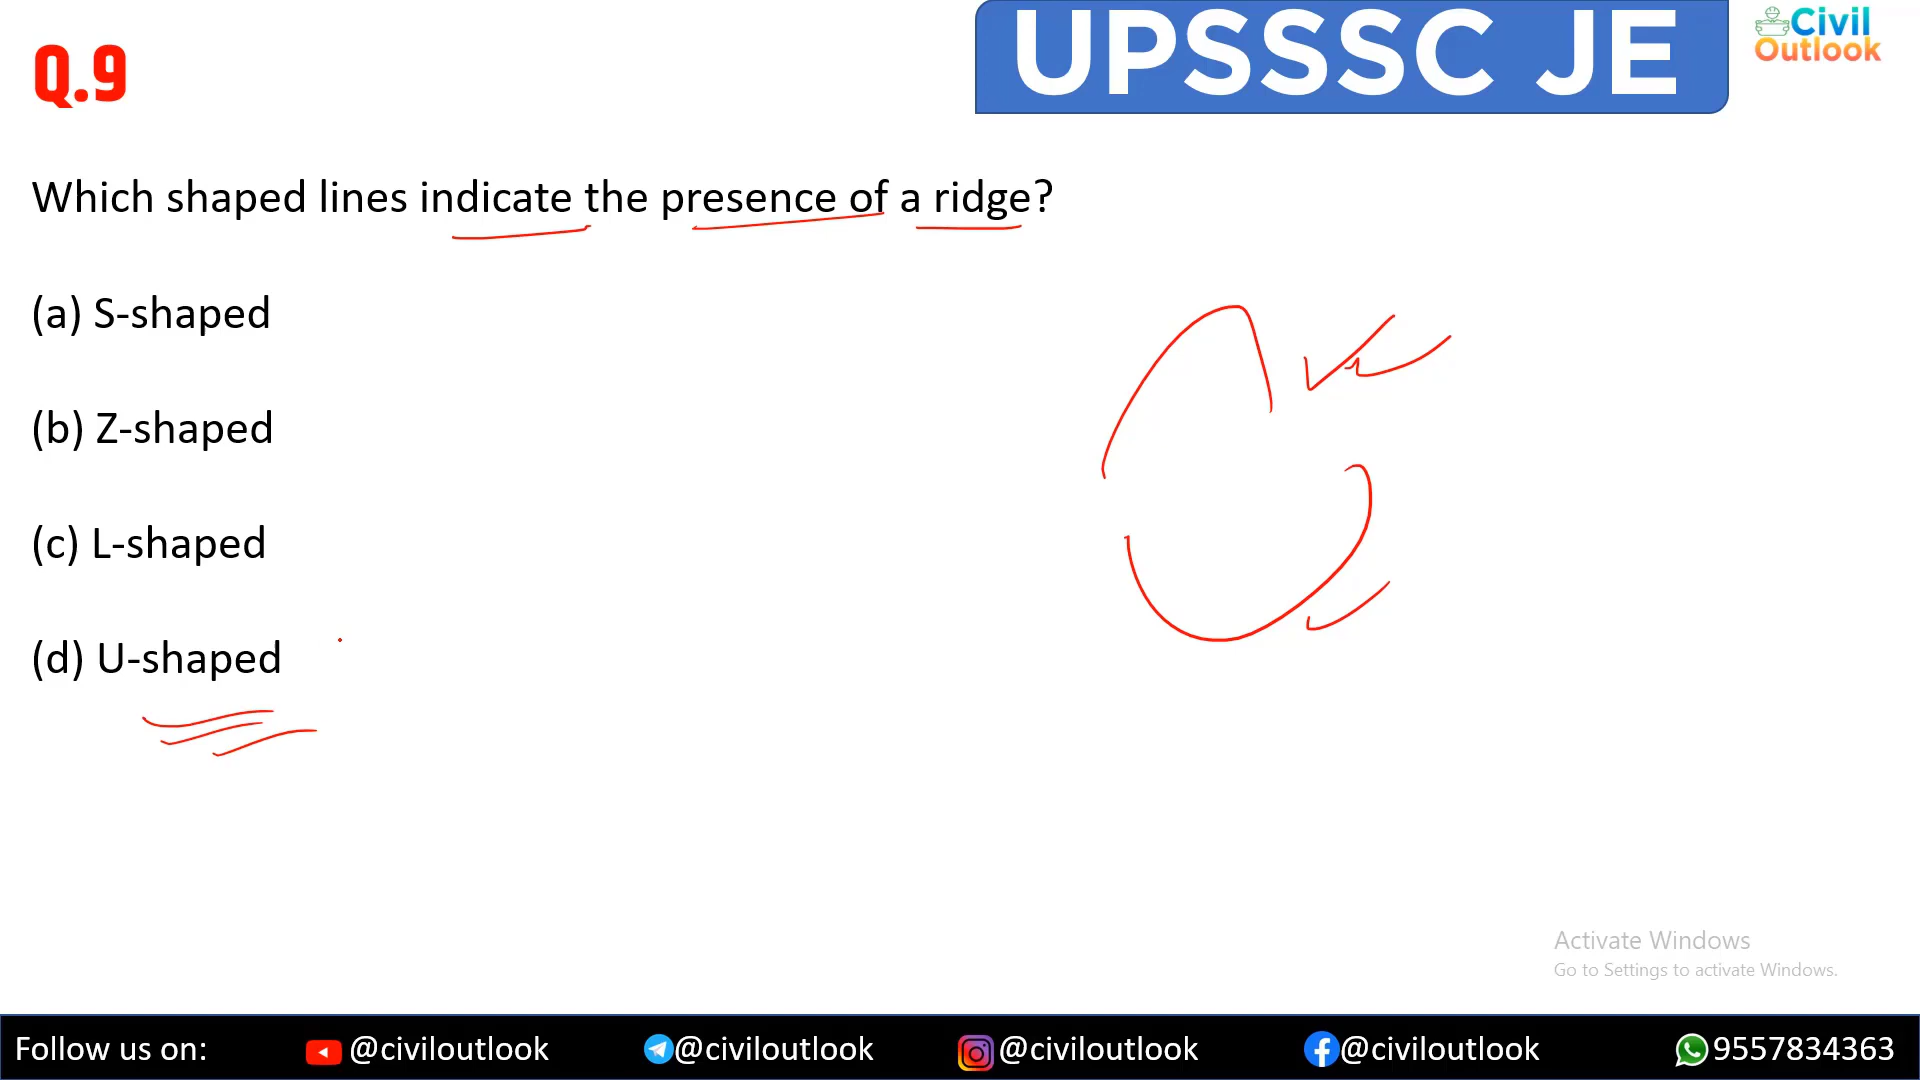 Q.9
UPSSSC JE
Civil
Outlook
Which shaped lines indicate the presence of a ridge?
(a) S-shaped
(b) Z-shaped
(c) L-shaped
(d) U-shaped
Activate Windows
Go to Settings to activate Windows.
Follow us on: @civiloutlook @civiloutlook @civiloutlook @civiloutlook 9557834363